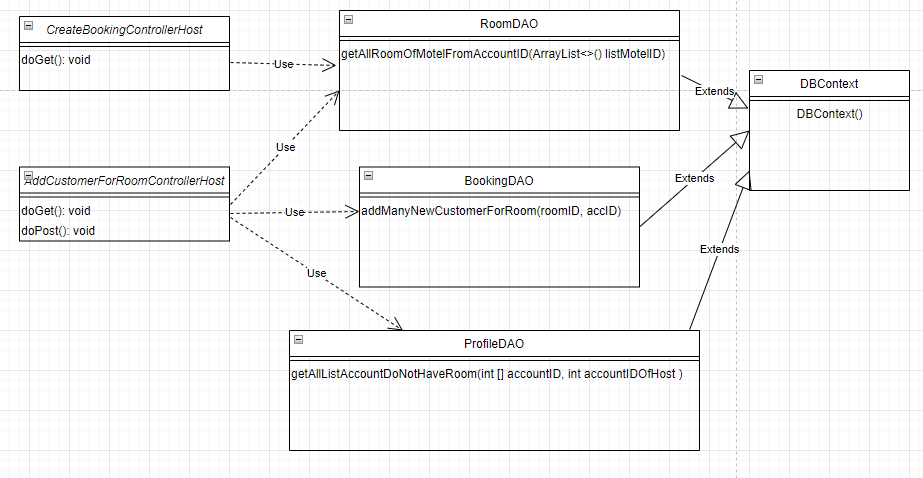 CreateBookingControllerHost
doGet(): void
Use
RoomDAO
getAllRoomOfMotelFromAccountID(ArrayList<>() listMotelID)
Extends
DBContext
DBContext()
Use
AddCustomerForRoomControllerHost
doGet(): void
doPost(): void
Use
BookingDAO
addManyNewCustomerForRoom(roomID, accID)
Extends
Use
Extends
ProfileDAO
getAllListAccountDoNotHaveRoom(int [] accountID, int accountIDOfHost )